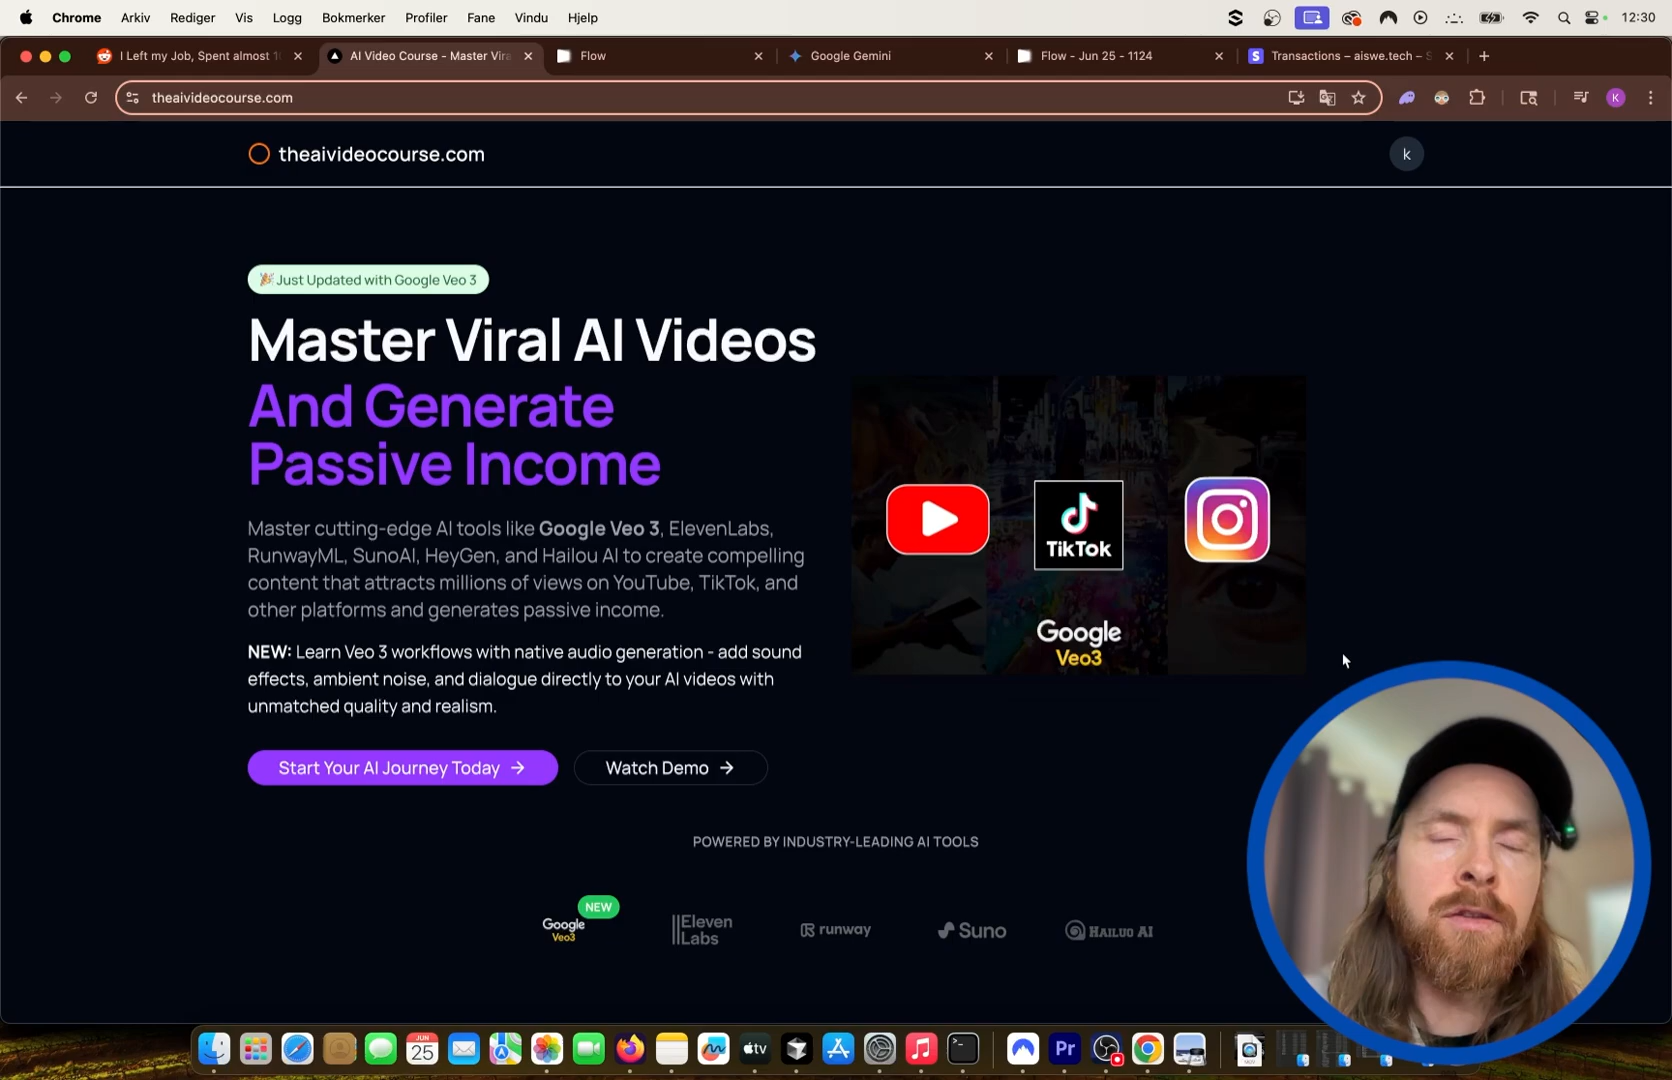 Chrome Arkiv Rediger Vis Logg Bokmerker Profiler Fane Vindu Hjelp 12:30
I Left my Job, Spent almost
AI Video Course - Master Vira
Flow
Google Gemini
Flow - Jun 25 - 1124
Transactions – aiswe.tech – S
theaivideocourse.com
K
theaivideocourse.com
k
Just Updated with Google Veo 3
Master Viral AI Videos
And Generate
Passive Income
Master cutting-edge AI tools like Google Veo 3, ElevenLabs,
RunwayML, SunoAI, HeyGen, and Hailou AI to create compelling
content that attracts millions of views on YouTube, TikTok, and
other platforms and generates passive income.
TikTok
Google
Veo3
NEW: Learn Veo 3 workflows with native audio generation - add sound
effects, ambient noise, and dialogue directly to your AI videos with
unmatched quality and realism.
Start Your AI Journey Today →
Watch Demo →
POWERED BY INDUSTRY-LEADING AI TOOLS
NEW
Google
Veo3
ElevenLabs
runway
Suno
HAILUO AI
JUN
25
tv
Pr